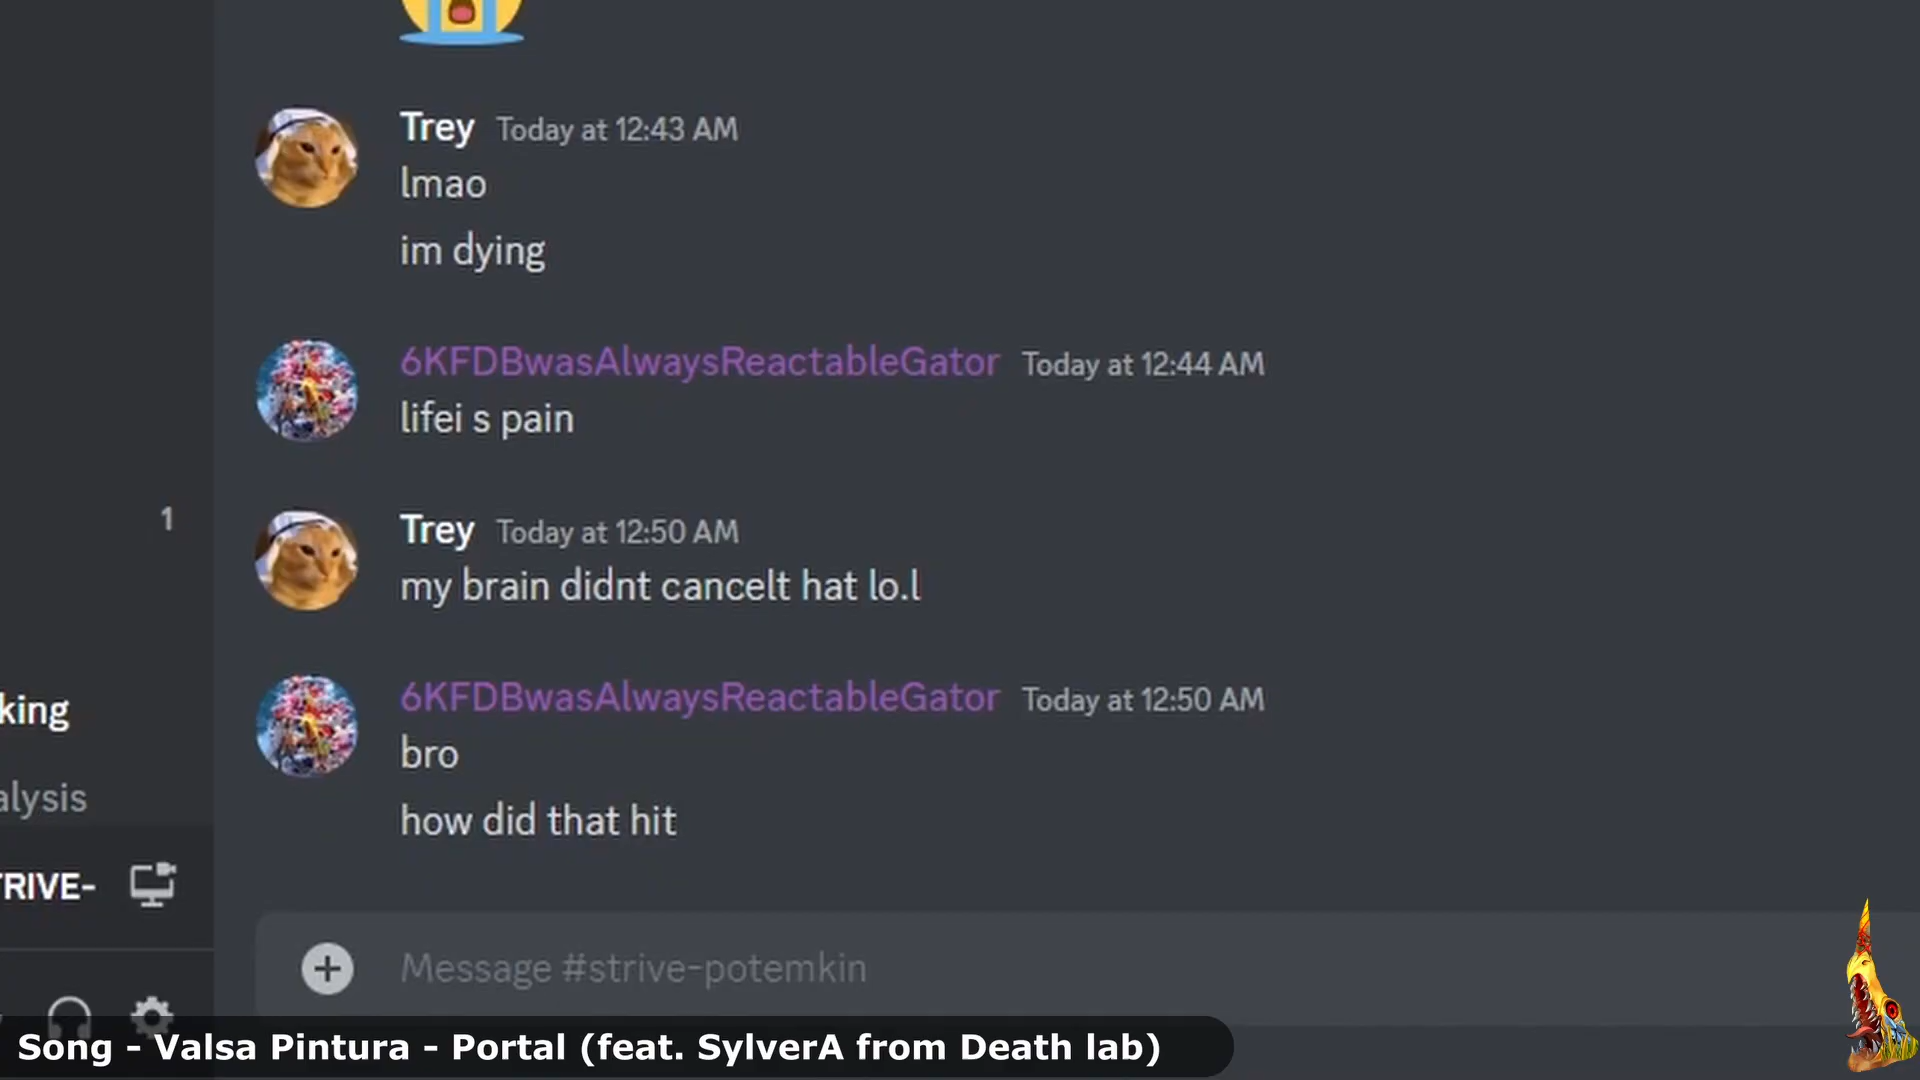 Trey Today at 12:43 AM
lmao
im dying
6KFDBwasAlwaysReactableGator Today at 12:44 AM
lifei s pain
1
Trey Today at 12:50 AM
my brain didnt cancelt hat lo.l
6KFDBwasAlwaysReactableGator Today at 12:50 AM
king
bro
alysis
how did that hit
TRIVE-
Message #strive-potemkin
Song - Valsa Pintura - Portal (feat. SylverA from Death lab)